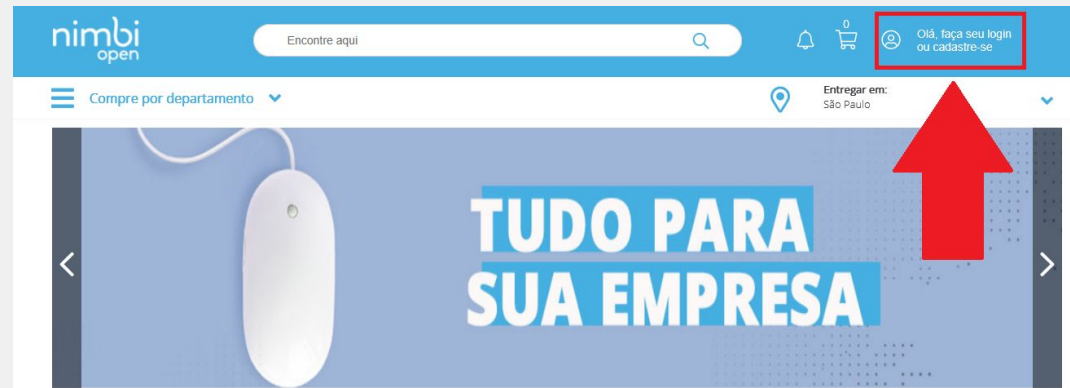 nimbi
open
Encontre aqui
0
Olá, faça seu login
ou cadastre-se
Compre por departamento
Entregar em:
São Paulo
TUDO PARA
SUA EMPRESA